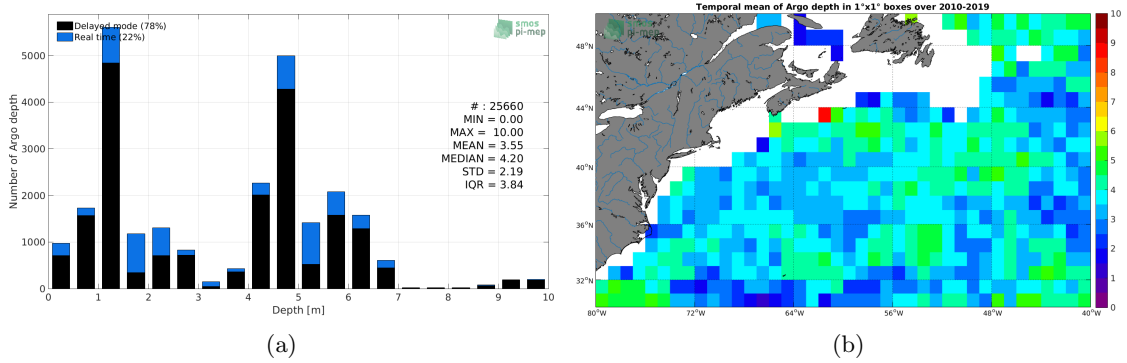 Delayed mode (78%)
Real time (22%)
smos
pi-mep
Number of Argo depth
5000
4000
3000
2000
1000
0
# : 25660
MIN = 0.00
MAX = 10.00
MEAN = 3.55
MEDIAN = 4.20
STD = 2.19
IQR = 3.84
0 1 2 3 4 5 6 7 8 9 10
Depth [m]
(a)
Temporal mean of Argo depth in 1°x1° boxes over 2010-2019
smos
pi-mep
48°N
44°N
40°N
36°N
32°N
80°W 72°W 64°W 56°W 48°W 40°W
10
9
8
7
6
5
4
3
2
1
0
(b)